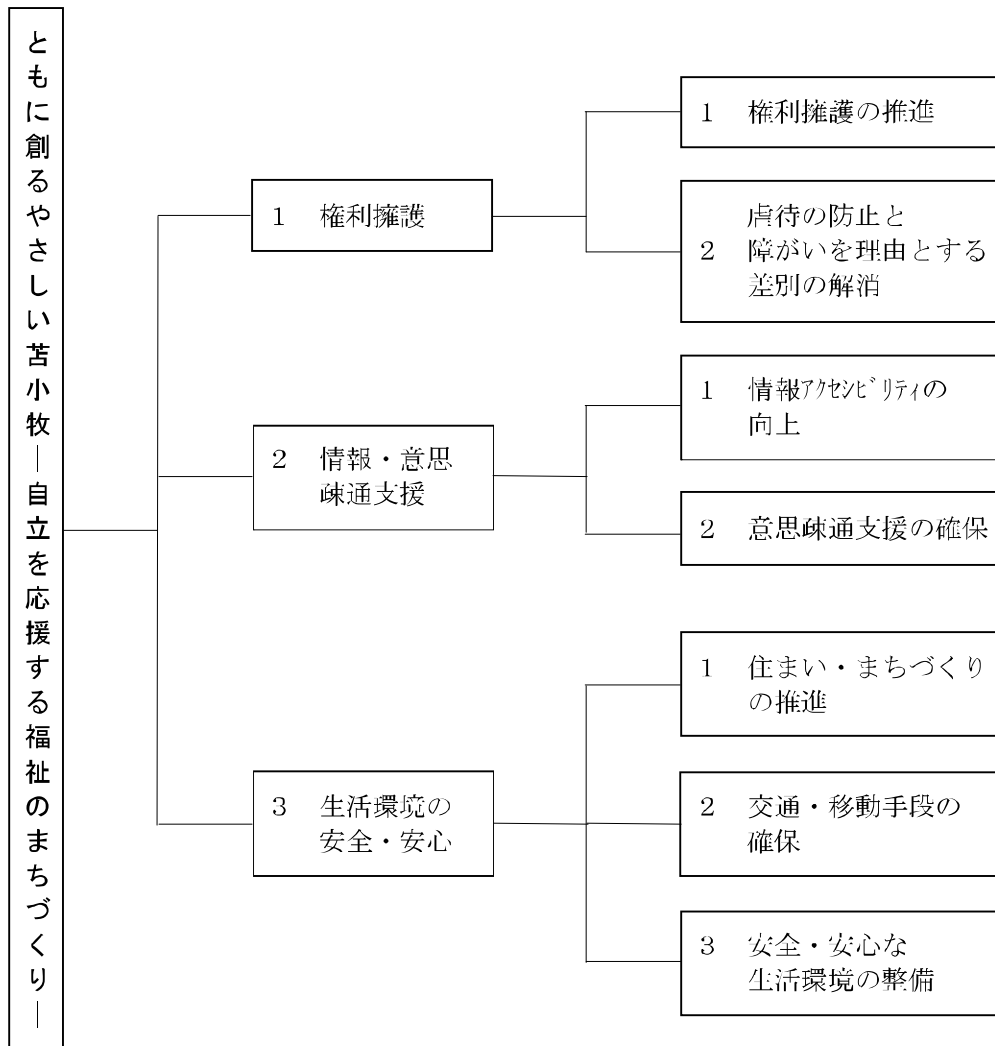 ともに創るやさしい苫小牧―自立を応援する福祉のまちづくり―
1 権利擁護
1 権利擁護の推進
2 虐待の防止と
障がいを理由とする
差別の解消
2 情報・意思
疎通支援
1 情報アクセシビリティの
向上
2 意思疎通支援の確保
3 生活環境の
安全・安心
1 住まい・まちづくり
の推進
2 交通・移動手段の
確保
3 安全・安心な
生活環境の整備